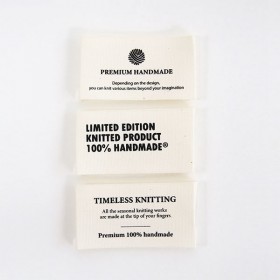 PREMIUM HANDMADE
Depending on the design,
you can knit various items beyond your imagination
LIMITED EDITION
KNITTED PRODUCT
100% HANDMADE®
TIMELESS KNITTING
All the seasonal knitting works
are made at the tip of your fingers.
Premium 100% handmade